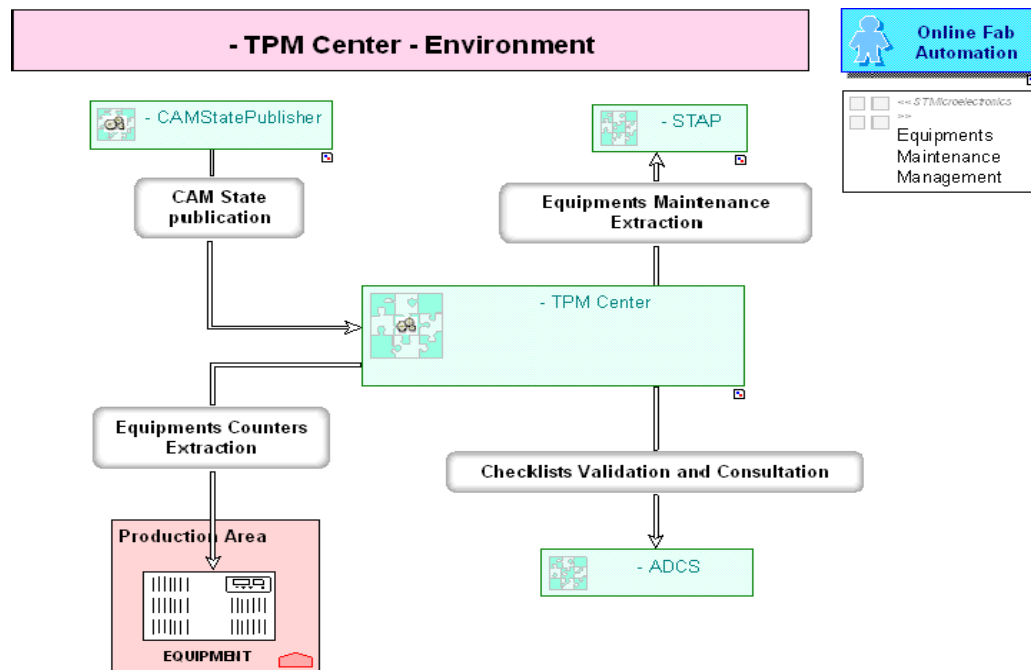 - TPM Center - Environment
Online Fab
Automation
- CAMStatePublisher
- STAP
<<STMicroelectronics
>>
Equipments
Maintenance
Management
CAM State
publication
Equipments Maintenance
Extraction
- TPM Center
Equipments Counters
Extraction
Checklists Validation and Consultation
Production Area
- ADCS
EQUIPMENT